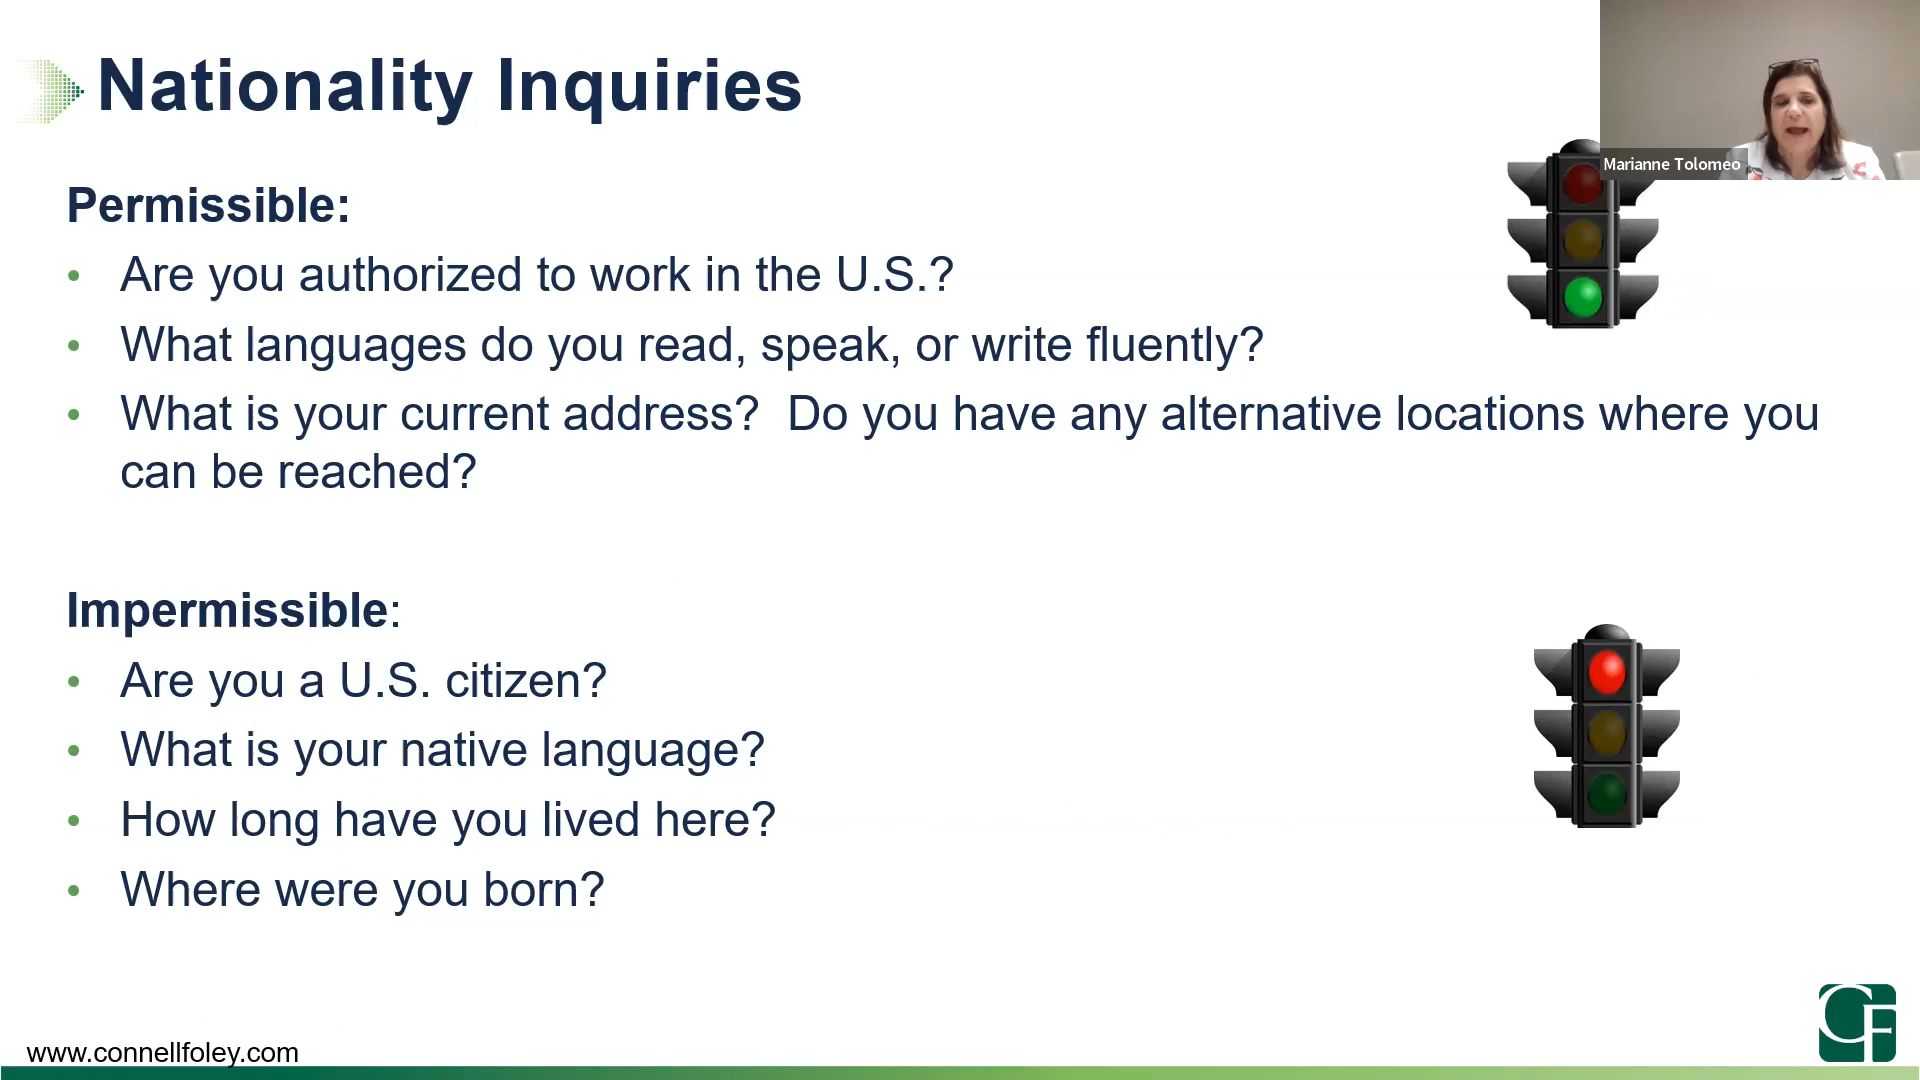 Nationality Inquiries
Marianne Tolomeo
Permissible:
• Are you authorized to work in the U.S.?
• What languages do you read, speak, or write fluently?
• What is your current address?  Do you have any alternative locations where you
can be reached?
Impermissible:
• Are you a U.S. citizen?
• What is your native language?
• How long have you lived here?
• Where were you born?
CF
www.connellfoley.com